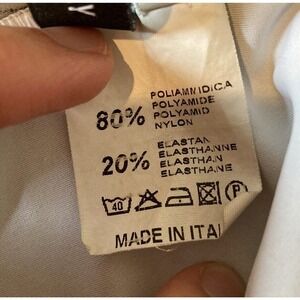 Y
80%
POLIAMMIDICA
POLYAMIDE
POLYAMID
NYLON
20%
ELASTAN
ELASTHANNE
ELASTHAN
ELASTHANE
40 P
MADE IN ITAL